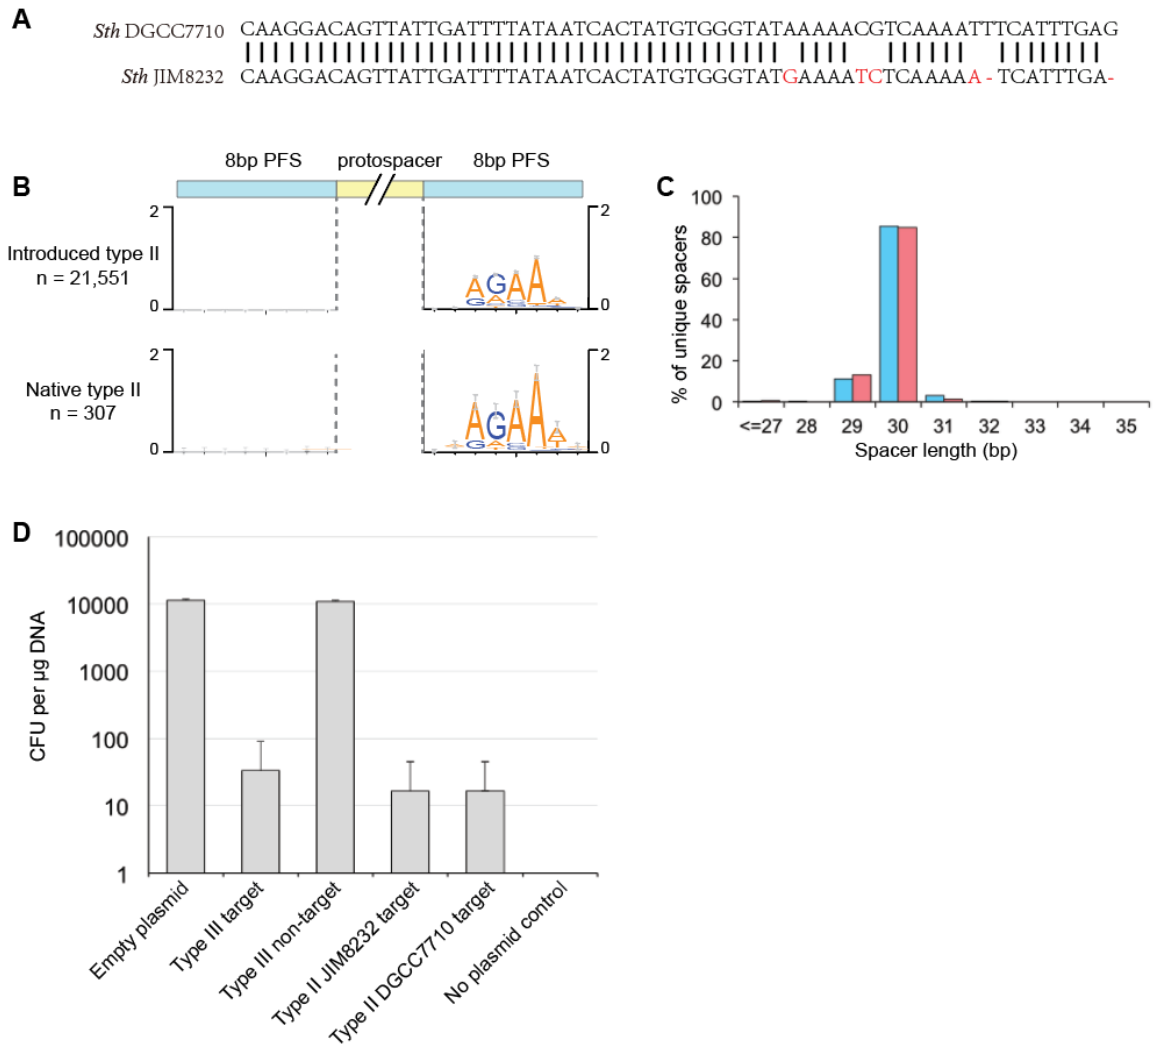 A
Sth DGCC7710 CAAGGACAGTTATTGATTTTATAATCACTATGTGGGTATAAAAACGTCAAAATTTCATTTGAG
Sth JIM8232 CAAGGACAGTTATTGATTTTATAATCACTATGTGGGTATGAAAATCTCAAAAA-TCATTTGA-
8bp PFS protospacer 8bp PFS
B
C
Introduced type II
n = 21,551
2
0
2
0
AGAAA
GA
Native type II
n = 307
2
0
2
0
AGAAA
G
% of unique spacers
100
80
60
40
20
0
<=27 28 29 30 31 32 33 34 35
Spacer length (bp)
D
CFU per µg DNA
100000
10000
1000
100
10
1
Empty plasmid
Type III target
Type III non-target
Type II JIM8232 target
Type II DGCC7710 target
No plasmid control